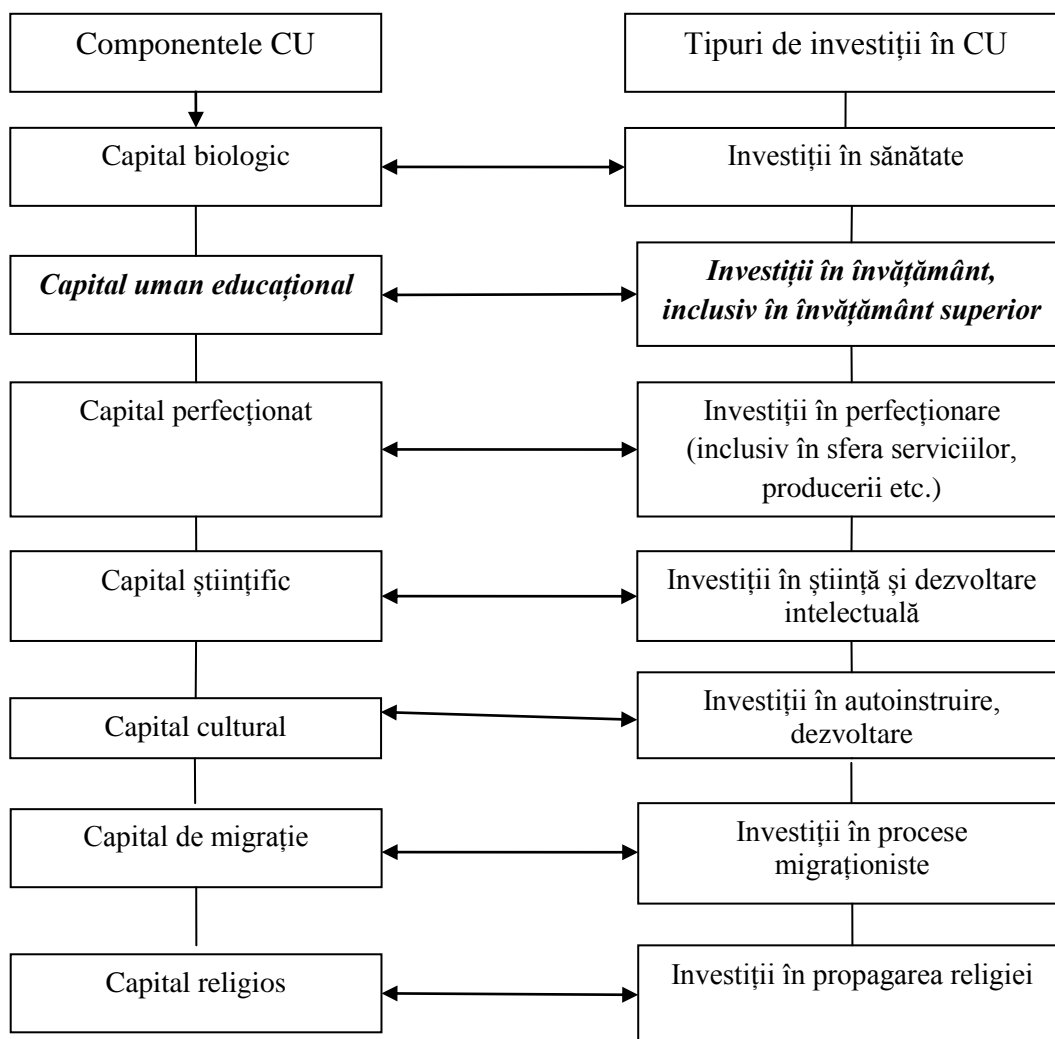 Componentele CU
Tipuri de investiții în CU
Capital biologic
Investiții în sănătate
Capital uman educațional
Investiții în învățământ,
inclusiv în învățământ superior
Capital perfecționat
Investiții în perfecționare
(inclusiv în sfera serviciilor,
producerii etc.)
Capital științific
Investiții în știință și dezvoltare
intelectuală
Capital cultural
Investiții în autoinstruire,
dezvoltare
Capital de migrație
Investiții în procese
migraționiste
Capital religios
Investiții în propagarea religiei